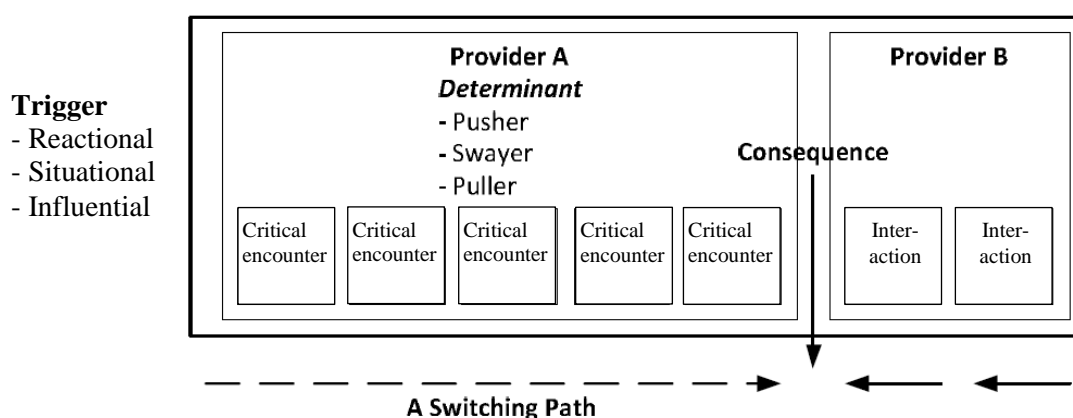 Trigger
- Reactional
- Situational
- Influential
Provider A
Determinant
- Pusher
- Swayer
- Puller
Critical
encounter
Critical
encounter
Critical
encounter
Critical
encounter
Critical
encounter
Consequence
Provider B
Inter-
action
Inter-
action
A Switching Path